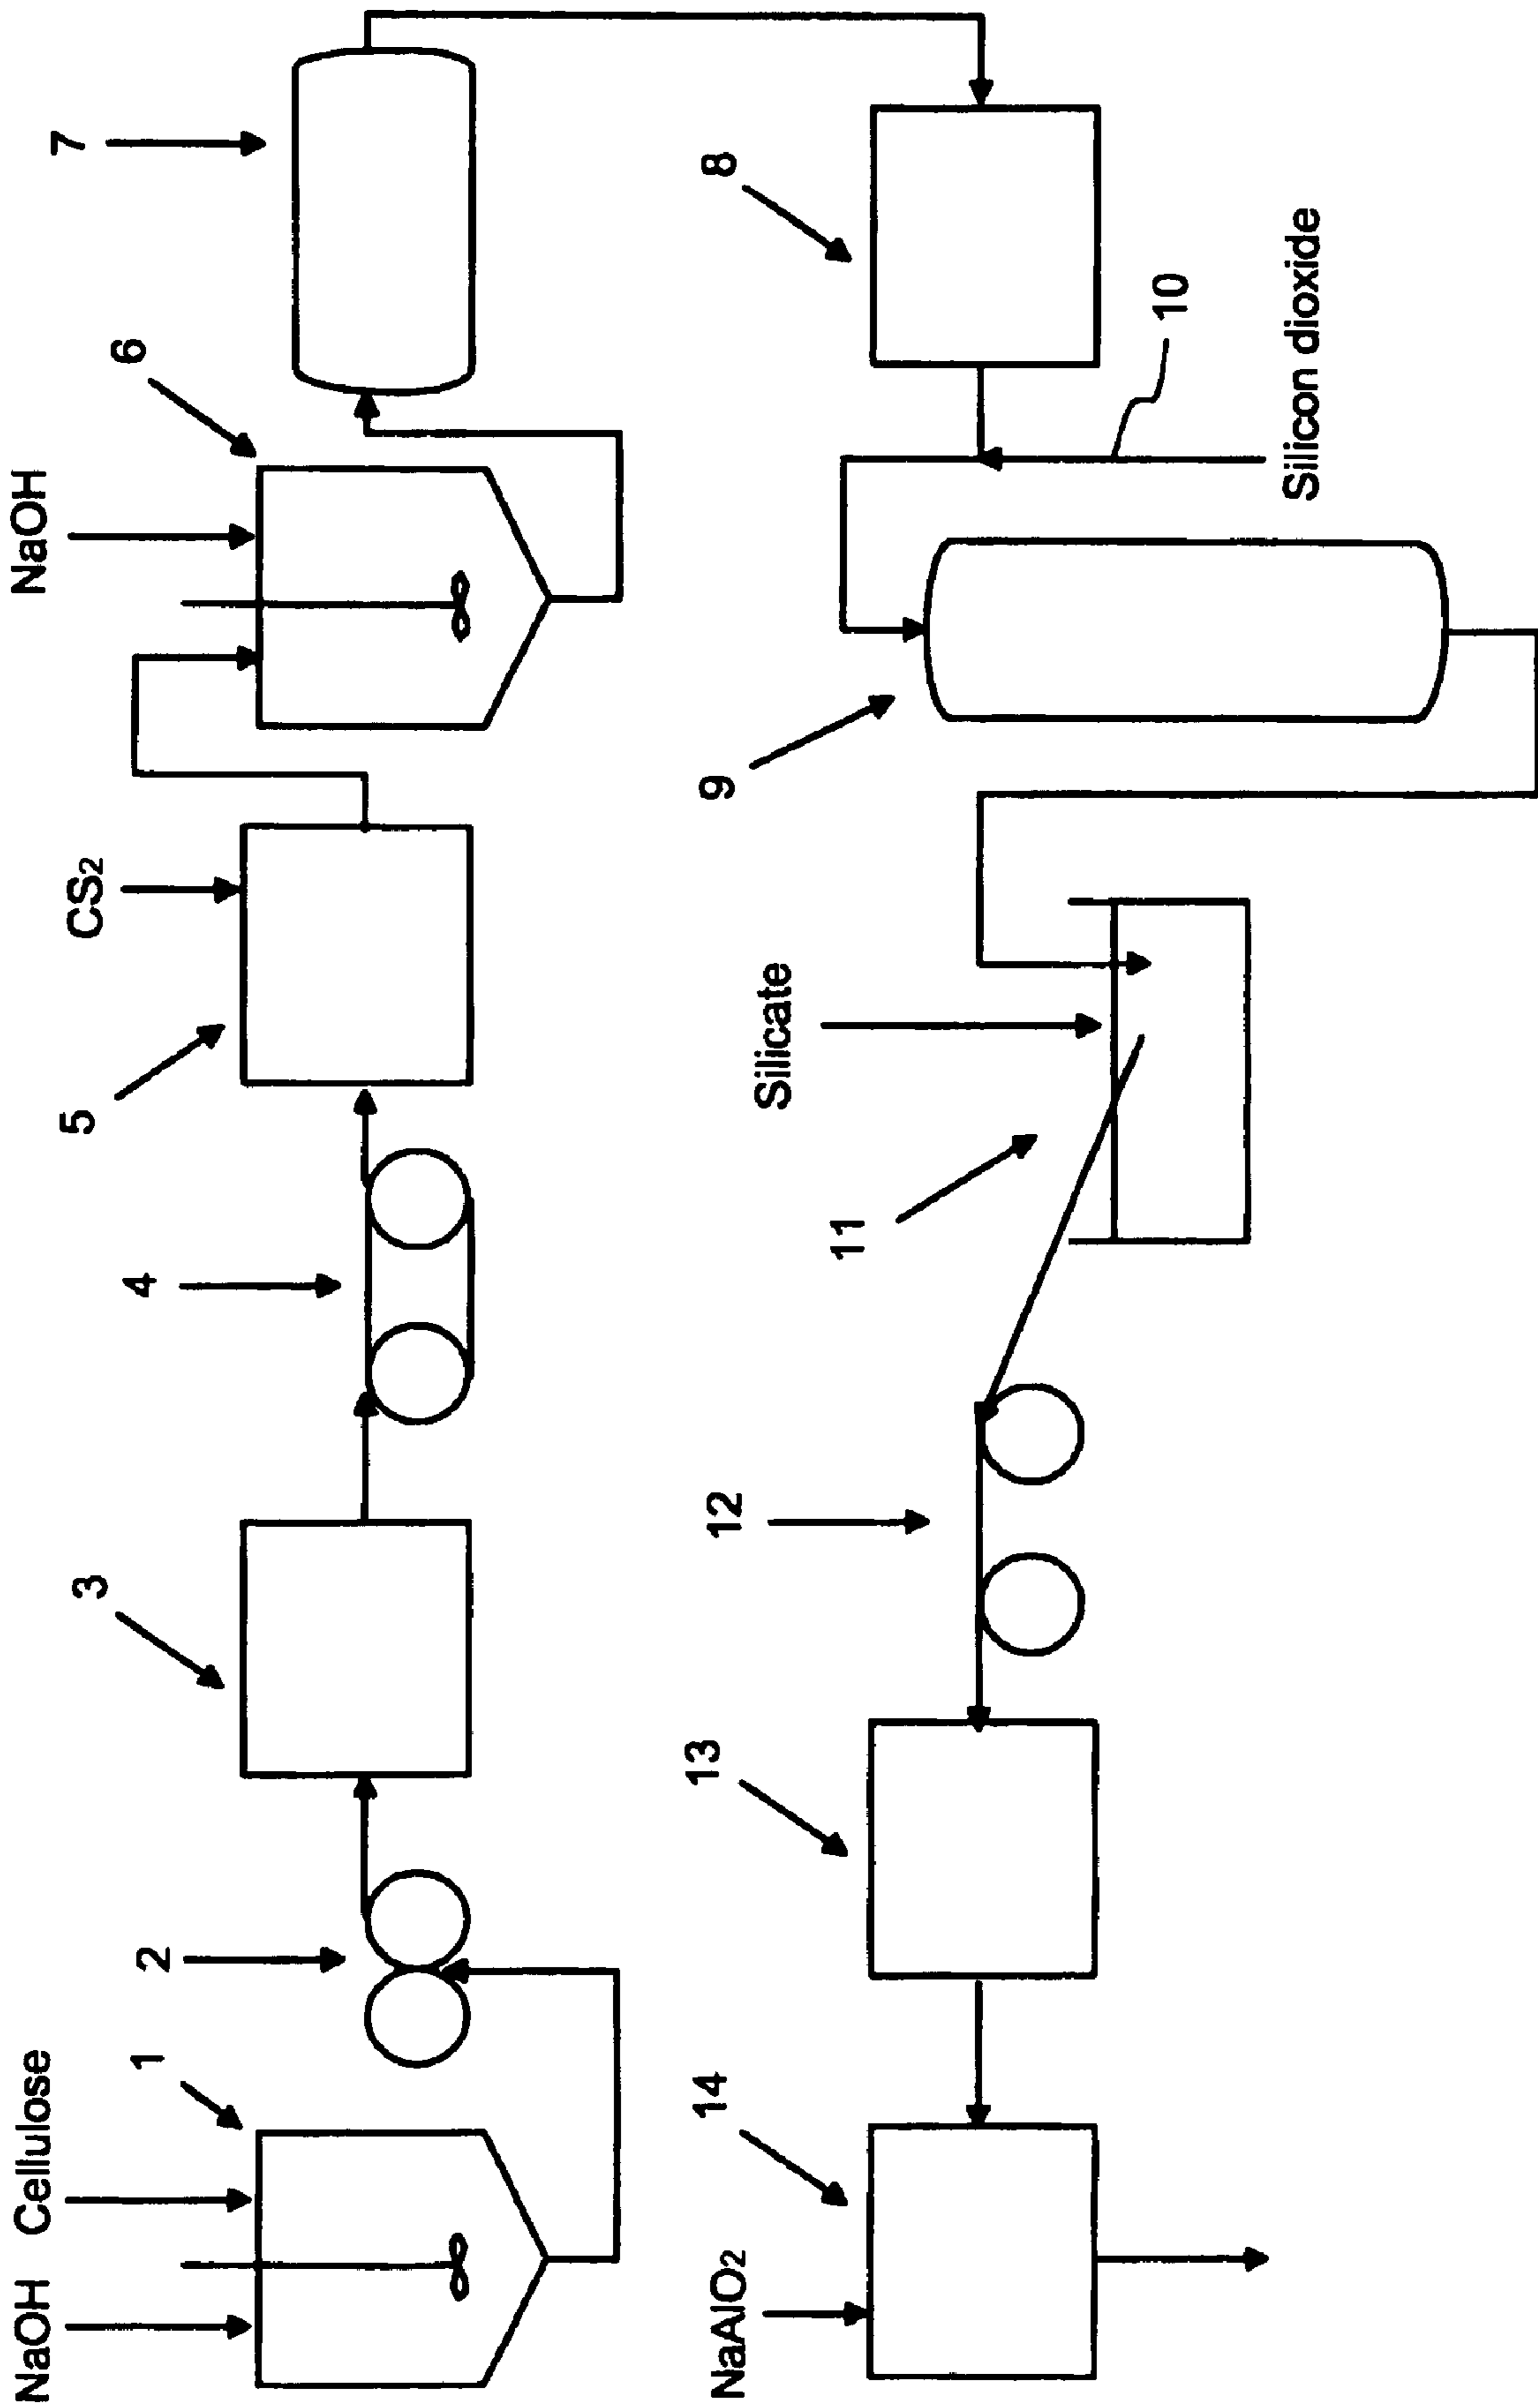 NaOH
Cellulose
1
2
3
4
5
CS₂
6
NaOH
7
8
9
10
Silicon dioxide
Silicate
11
12
13
14
NaAlO₂